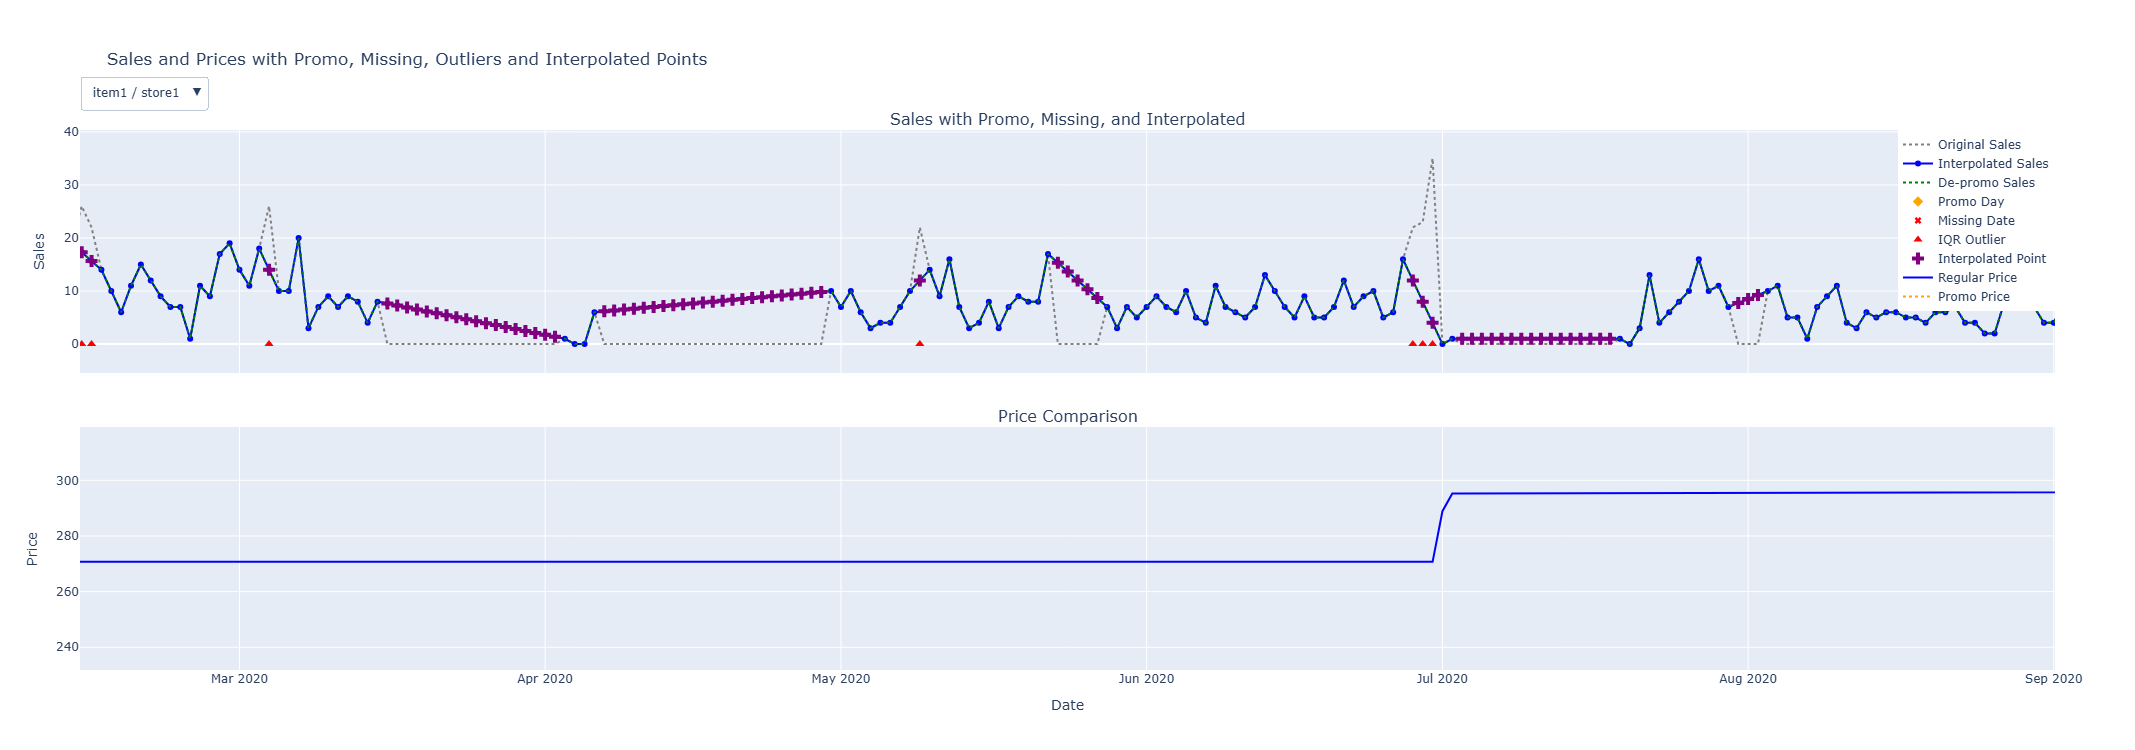 Sales and Prices with Promo, Missing, Outliers and Interpolated Points
item1 / store1 ▼
Sales with Promo, Missing, and Interpolated
40
30
20
10
0
Sales
Original Sales
Interpolated Sales
De-promo Sales
Promo Day
Missing Date
IQR Outlier
Interpolated Point
Regular Price
Promo Price
Price Comparison
300
280
260
240
Price
Mar 2020 Apr 2020 May 2020 Jun 2020 Jul 2020 Aug 2020 Sep 2020
Date